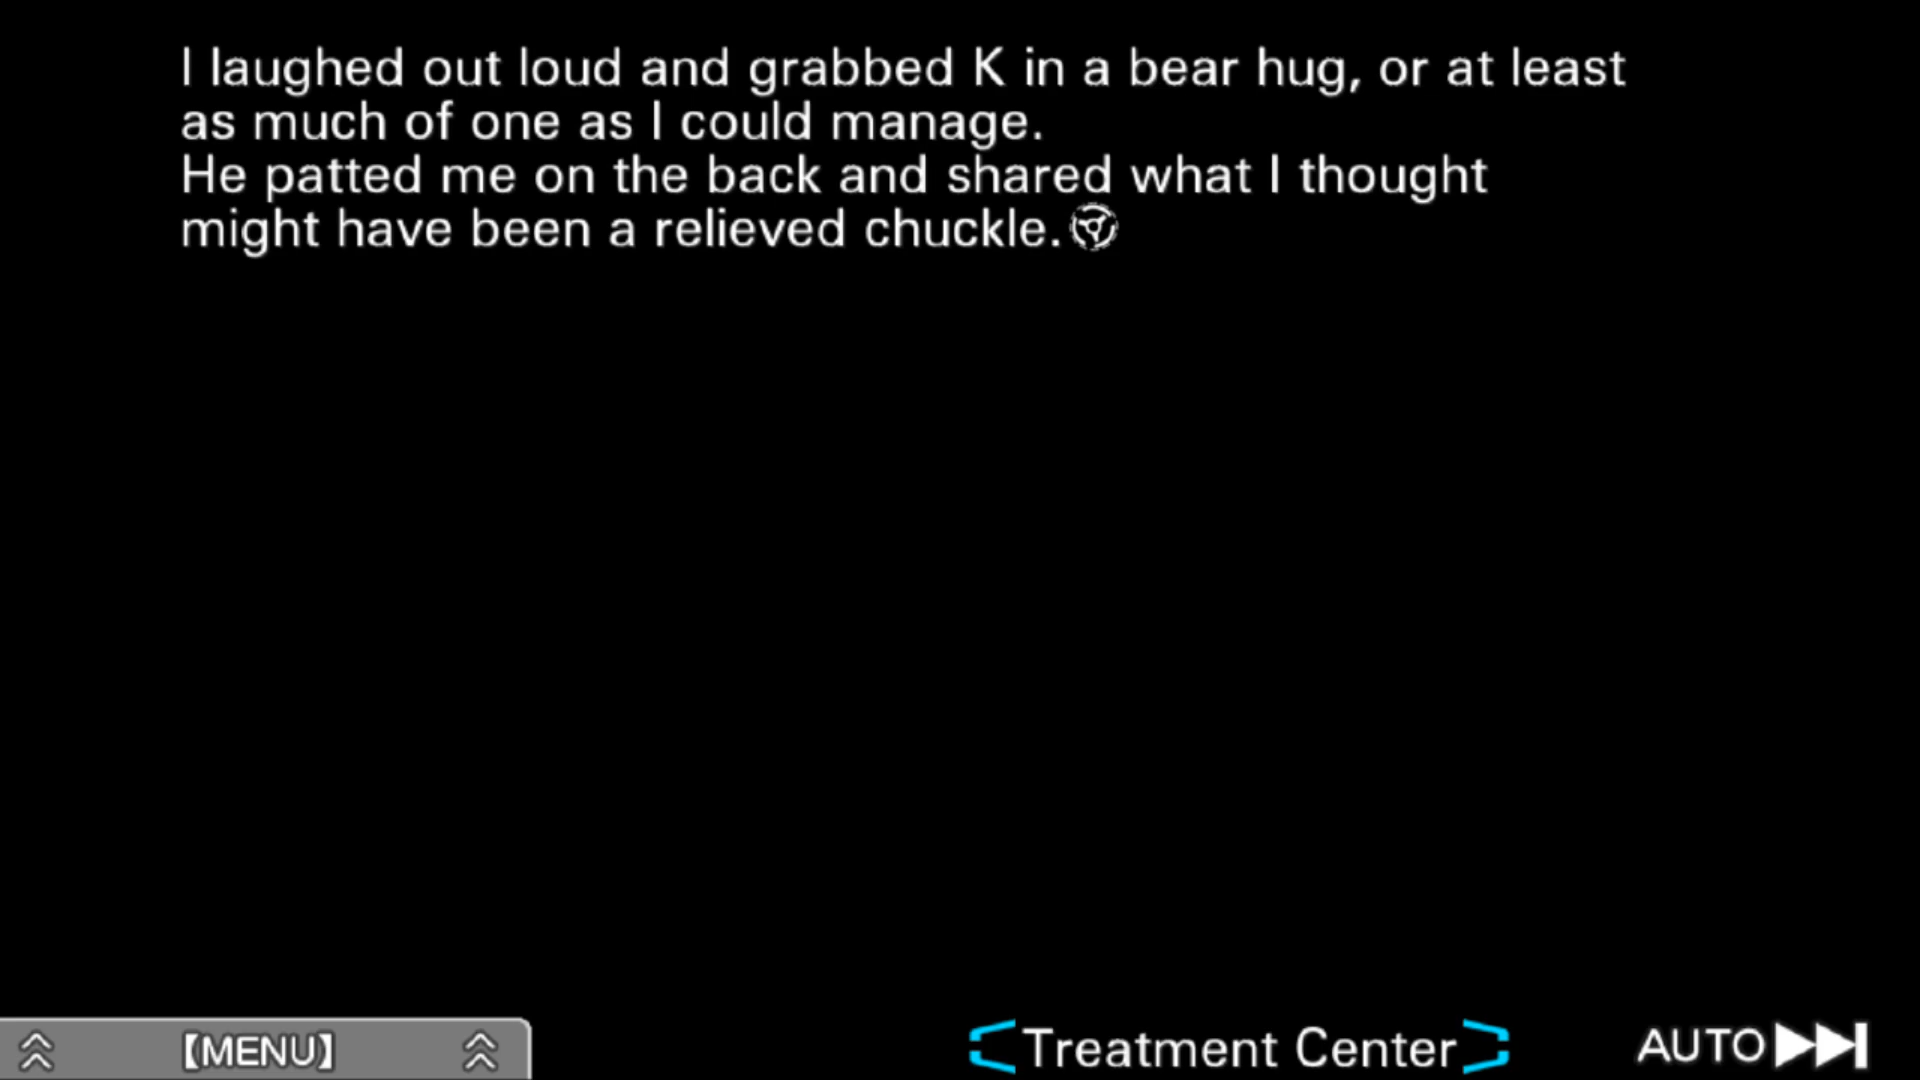 I laughed out loud and grabbed K in a bear hug, or at least
as much of one as I could manage.
He patted me on the back and shared what I thought
might have been a relieved chuckle.
【MENU】
Treatment Center
AUTO